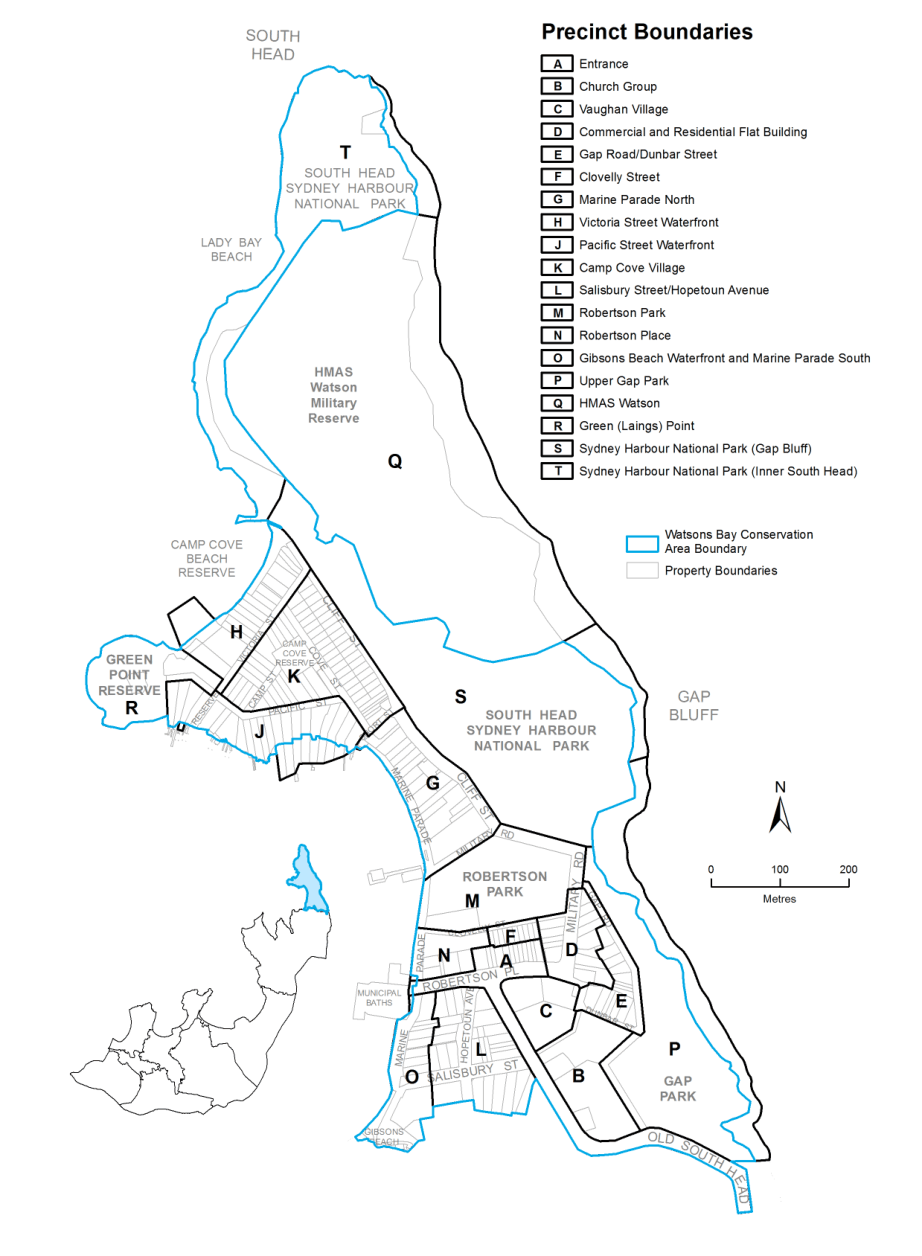 SOUTH
HEAD
Precinct Boundaries
A Entrance
B Church Group
C Vaughan Village
D Commercial and Residential Flat Building
E Gap Road/Dunbar Street
F Clovelly Street
G Marine Parade North
H Victoria Street Waterfront
J Pacific Street Waterfront
K Camp Cove Village
L Salisbury Street/Hopetoun Avenue
M Robertson Park
N Robertson Place
O Gibsons Beach Waterfront and Marine Parade South
P Upper Gap Park
Q HMAS Watson
R Green (Laings) Point
S Sydney Harbour National Park (Gap Bluff)
T Sydney Harbour National Park (Inner South Head)
Watsons Bay Conservation
Area Boundary
Property Boundaries
T
SOUTH HEAD
SYDNEY HARBOUR
NATIONAL PARK
LADY BAY
BEACH
HMAS
Watson
Military
Reserve
Q
CAMP COVE
BEACH
RESERVE
CLIFF ST
H
VICTORIA ST
CAMP COVE
RESERVE
COVE ST
K
CAMP ST
GREEN
POINT
RESERVE
R
RESERVE
PACIFIC ST
J
S
SOUTH HEAD
SYDNEY HARBOUR
NATIONAL PARK
GAP
BLUFF
G
MARINE PARADE
CLIFF ST
MILITARY RD
N
0 100 200
Metres
ROBERTSON
PARK
M
MILITARY RD
F
D
N
A
PARADE
ROBERTSON PL
MUNICIPAL
BATHS
C
E
DUNBAR ST
MARINE
HOPETOUN AVE
L
O
SALISBURY ST
B
P
GAP
PARK
GIBSONS
BEACH
OLD SOUTH HEAD